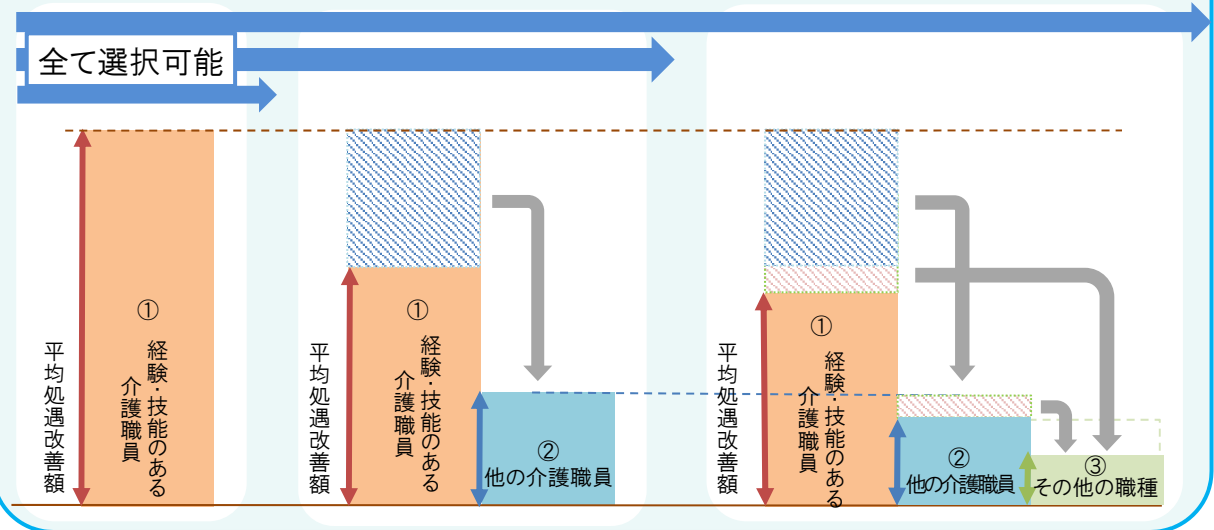 全て選択可能
平均処遇改善額
①
経験・技能のある
介護職員
平均処遇改善額
①
経験・技能のある
介護職員
②
他の介護職員
平均処遇改善額
①
経験・技能のある
介護職員
②
他の介護職員
③
その他の職種